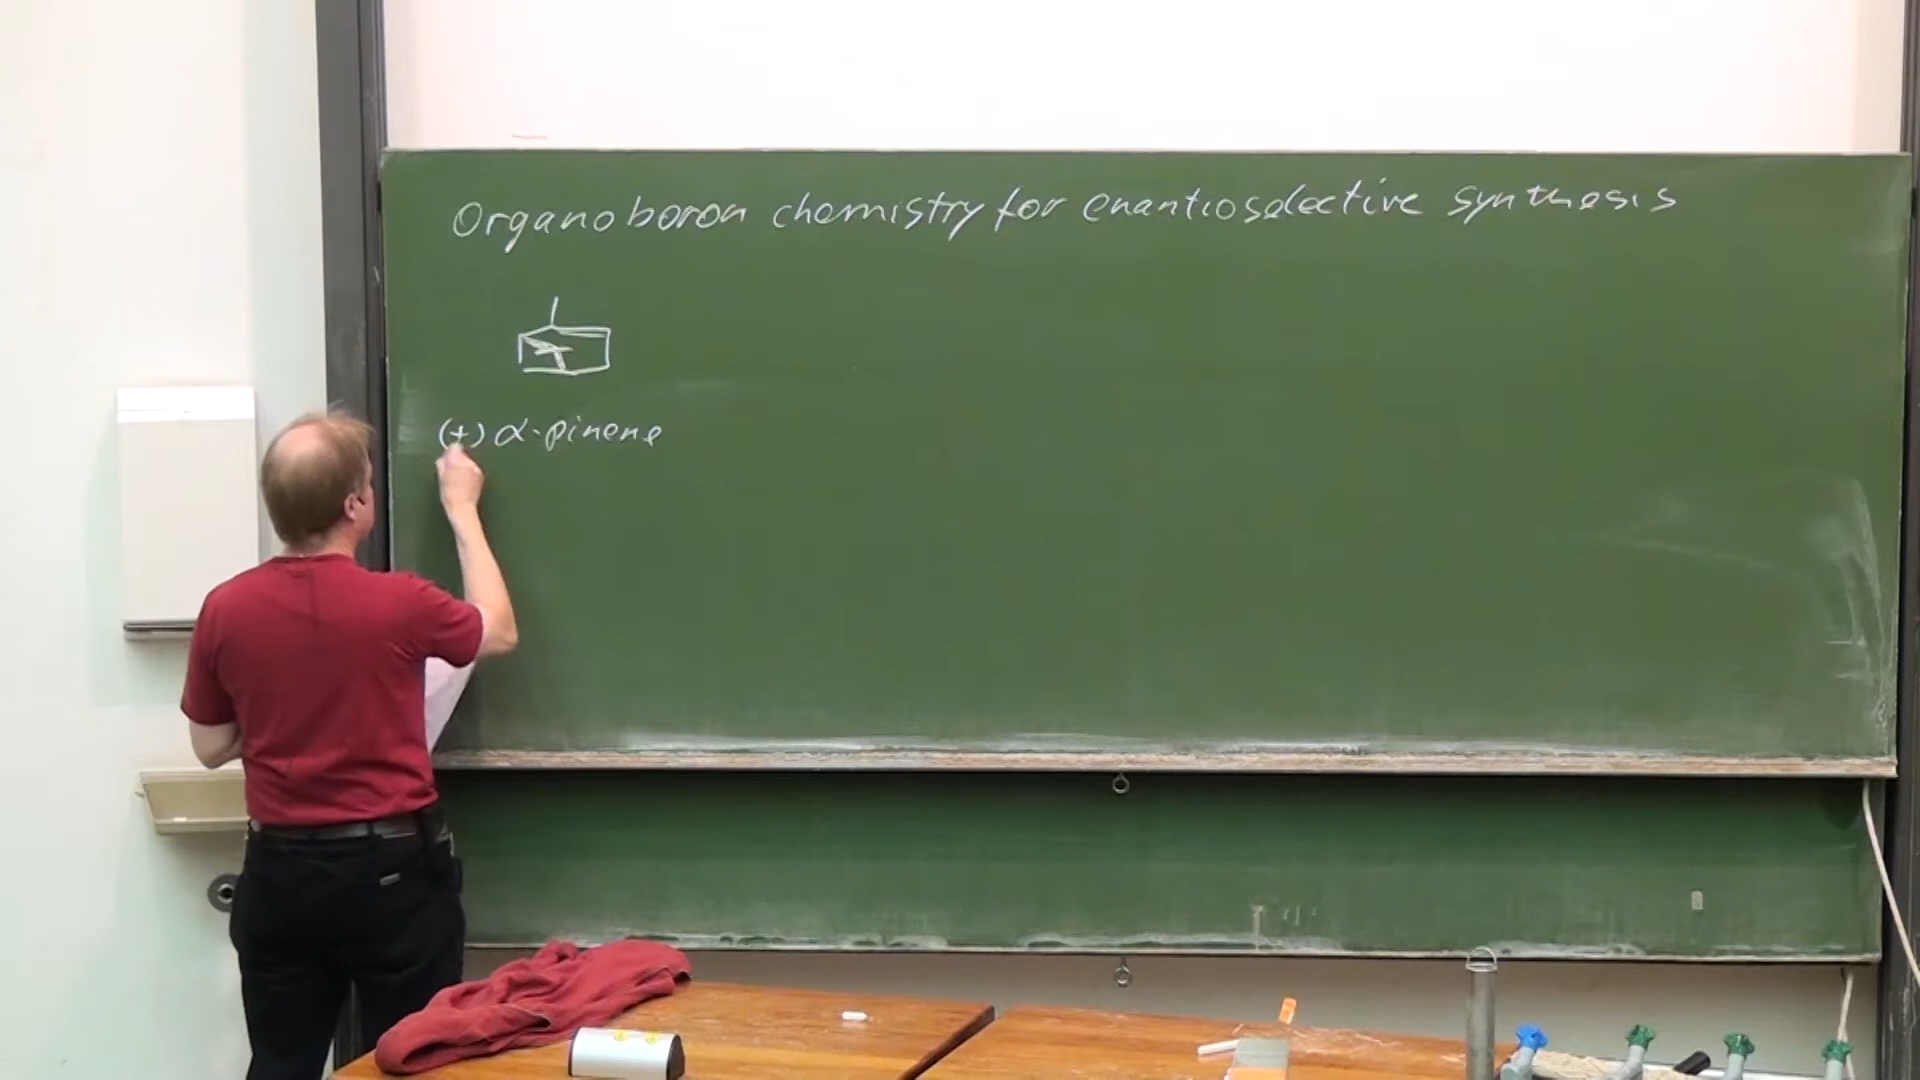 Organoboron chemistry for enantioselective synthesis
(+) α-pinene